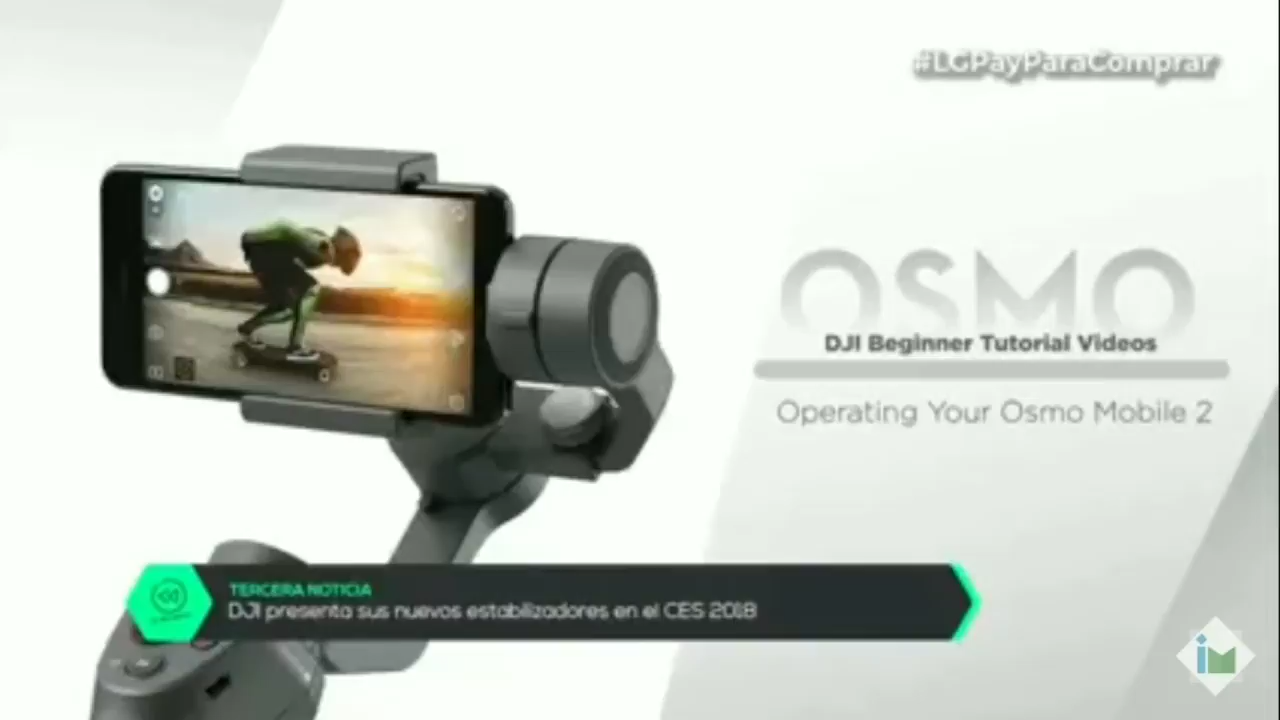 #LGPayParaComprar
OSMO
DJI Beginner Tutorial Videos
Operating Your Osmo Mobile 2
TERCERA NOTICIA
DJI presenta sus nuevos estabilizadores en el CES 2018
im